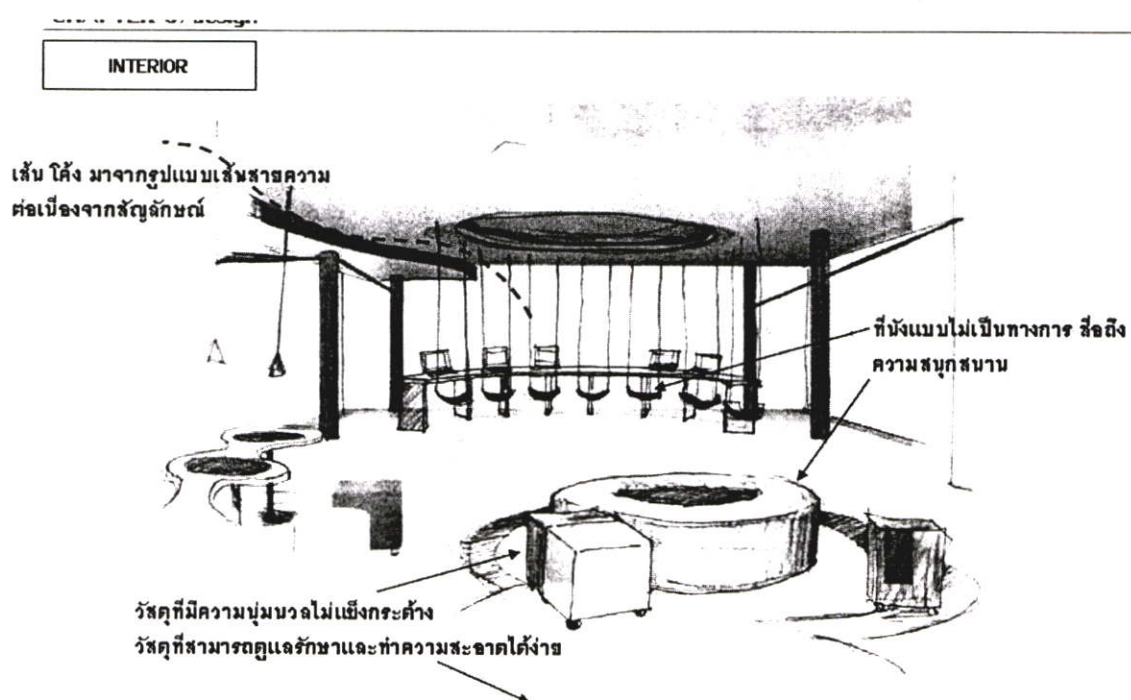 INTERIOR
เส้น โค้ง มาจากรูปแบบเส้นสายความ
ต่อเนื่องจากสัญลักษณ์
ที่นั่งแบบไม่เป็นทางการ สื่อถึง
ความสนุกสนาน
วัสดุที่มีความนุ่มนวลไม่แข็งกระด้าง
วัสดุที่สามารถดูแลรักษาและทำความสะอาดได้ง่าย